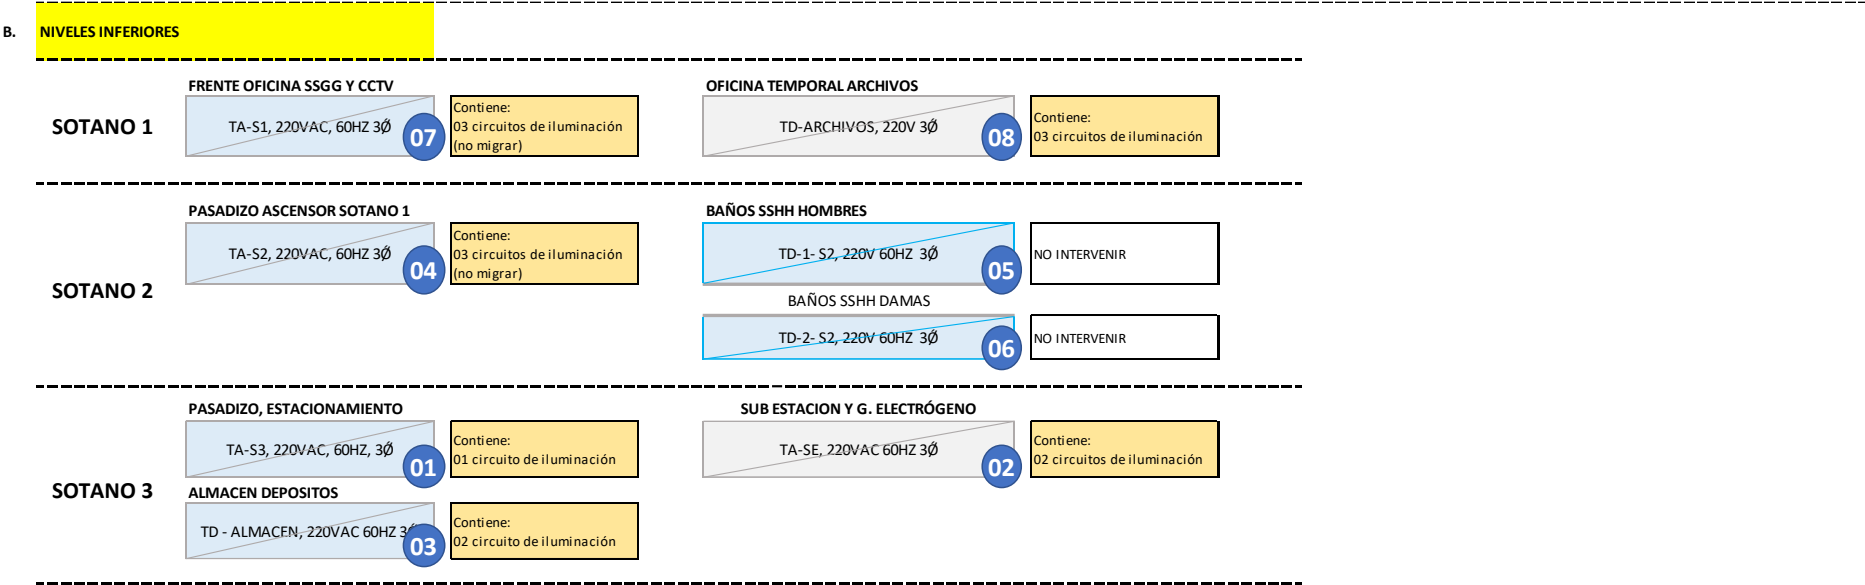 B. NIVELES INFERIORES
SOTANO 1
FRENTE OFICINA SSGG Y CCTV
TA-S1, 220VAC, 60HZ 3Ø
07
Contiene:
03 circuitos de iluminación
(no migrar)
OFICINA TEMPORAL ARCHIVOS
TD-ARCHIVOS, 220V 3Ø
08
Contiene:
03 circuitos de iluminación
SOTANO 2
PASADIZO ASCENSOR SOTANO 1
TA-S2, 220VAC, 60HZ 3Ø
04
Contiene:
03 circuitos de iluminación
(no migrar)
BAÑOS SSHH HOMBRES
TD-1- S2, 220V 60HZ 3Ø
05
NO INTERVENIR
BAÑOS SSHH DAMAS
TD-2- S2, 220V 60HZ 3Ø
06
NO INTERVENIR
SOTANO 3
PASADIZO, ESTACIONAMIENTO
TA-S3, 220VAC, 60HZ, 3Ø
01
Contiene:
01 circuito de iluminación
SUB ESTACION Y G. ELECTRÓGENO
TA-SE, 220VAC 60HZ 3Ø
02
Contiene:
02 circuitos de iluminación
ALMACEN DEPOSITOS
TD - ALMACEN, 220VAC 60HZ 3Ø
03
Contiene:
02 circuito de iluminación